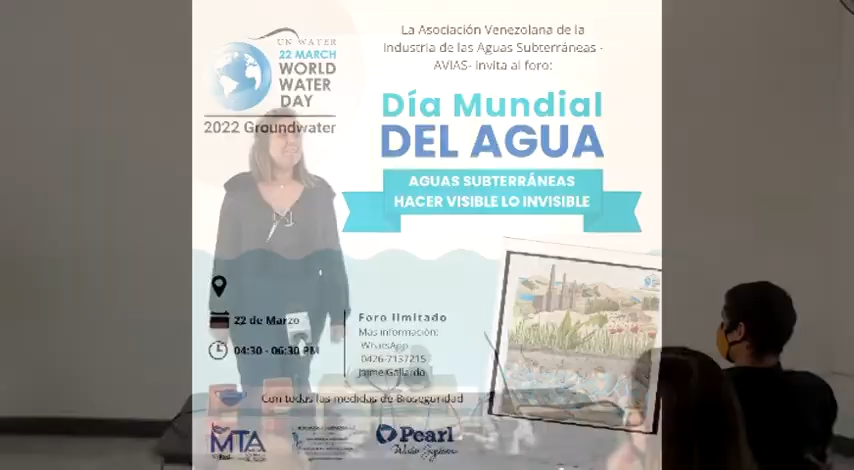 UN WATER
22 MARCH
WORLD
WATER
DAY
2022 Groundwater
La Asociación Venezolana de la
Industria de las Aguas Subterráneas -
AVIAS- Invita al foro:
Día Mundial
DEL AGUA
AGUAS SUBTERRÁNEAS
HACER VISIBLE LO INVISIBLE
22 de Marzo
04:30 - 06:30 PM
Foro limitado
Mas información:
WhatsApp
0426-7137215
Jaime Gallardo
Con todas las medidas de Bioseguridad
MTA
Pearl
Water Systems